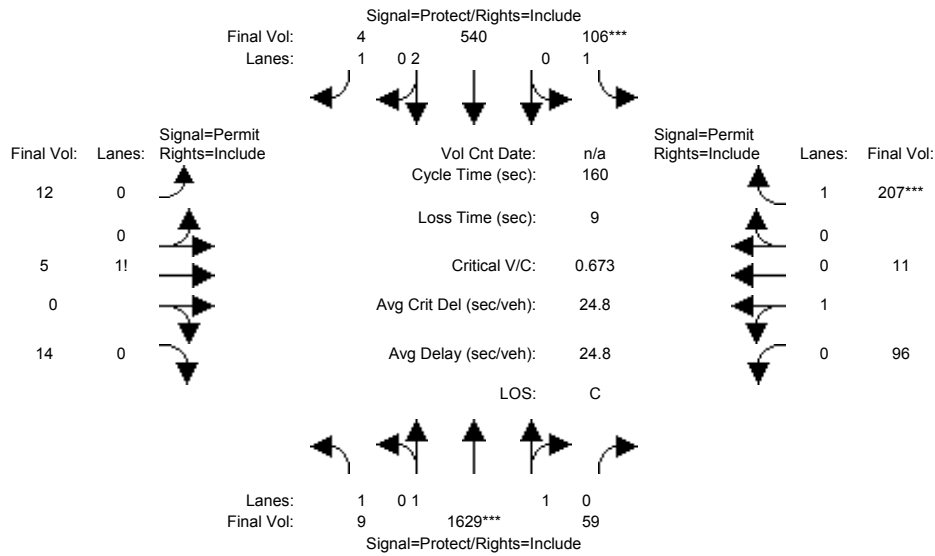 Signal=Protect/Rights=Include
Final Vol: 4 540 106***
Lanes: 1 0 2 0 1
Signal=Permit Signal=Permit
Final Vol: Lanes: Rights=Include Vol Cnt Date: n/a Rights=Include Lanes: Final Vol:
Cycle Time (sec): 160
12 0 1 207***
Loss Time (sec): 9
0 0
5 1! Critical V/C: 0.673 0 11
0 Avg Crit Del (sec/veh): 24.8 1
14 0 Avg Delay (sec/veh): 24.8 0 96
LOS: C
Lanes: 1 0 1 1 0
Final Vol: 9 1629*** 59
Signal=Protect/Rights=Include